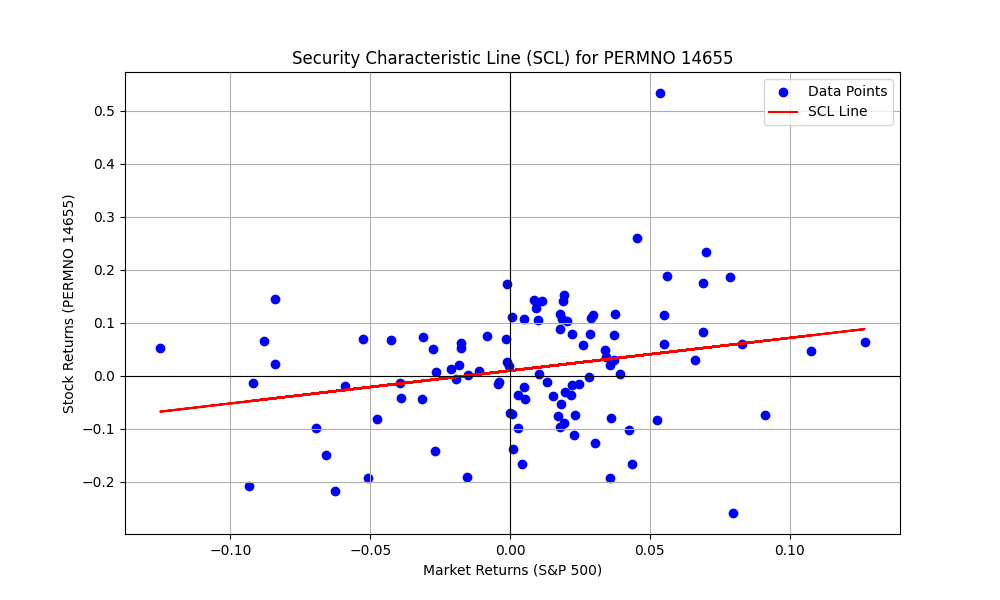 Security Characteristic Line (SCL) for PERMNO 14655
Data Points
SCL Line
Stock Returns (PERMNO 14655)
0.5
0.4
0.3
0.2
0.1
0.0
−0.1
−0.2
−0.10
−0.05
0.00
0.05
0.10
Market Returns (S&P 500)